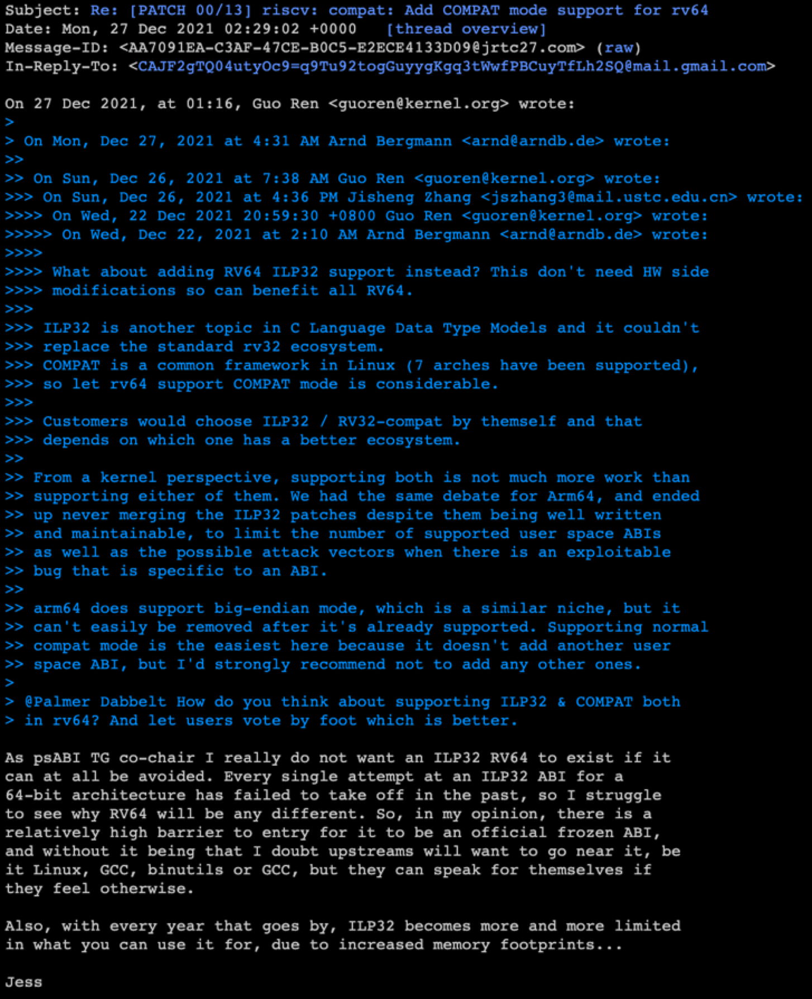 Subject: Re: [PATCH 00/13] riscv: compat: Add COMPAT mode support for rv64
Date: Mon, 27 Dec 2021 02:29:02 +0000   [thread overview]
Message-ID: <AA7091EA-C3AF-47CE-B0C5-E2ECE4133D09@jrtc27.com> (raw)
In-Reply-To: <CAJF2gTQ04utyOc9=q9Tu92togGuyygKgq3tWwfPBCuyTfLh2SQ@mail.gmail.com>

On 27 Dec 2021, at 01:16, Guo Ren <guoren@kernel.org> wrote:
>
> On Mon, Dec 27, 2021 at 4:31 AM Arnd Bergmann <arnd@arndb.de> wrote:
>>
>> On Sun, Dec 26, 2021 at 7:38 AM Guo Ren <guoren@kernel.org> wrote:
>>> On Sun, Dec 26, 2021 at 4:36 PM Jisheng Zhang <jszhang3@mail.ustc.edu.cn> wrote:
>>>> On Wed, 22 Dec 2021 20:59:30 +0800 Guo Ren <guoren@kernel.org> wrote:
>>>>> On Wed, Dec 22, 2021 at 2:10 AM Arnd Bergmann <arnd@arndb.de> wrote:
>>>>
>>>> What about adding RV64 ILP32 support instead? This don't need HW side
>>>> modifications so can benefit all RV64.
>>>
>>> ILP32 is another topic in C Language Data Type Models and it couldn't
>>> replace the standard rv32 ecosystem.
>>> COMPAT is a common framework in Linux (7 arches have been supported),
>>> so let rv64 support COMPAT mode is considerable.
>>>
>>> Customers would choose ILP32 / RV32-compat by themself and that
>>> depends on which one has a better ecosystem.
>>
>> From a kernel perspective, supporting both is not much more work than
>> supporting either of them. We had the same debate for Arm64, and ended
>> up never merging the ILP32 patches despite them being well written
>> and maintainable, to limit the number of supported user space ABIs
>> as well as the possible attack vectors when there is an exploitable
>> bug that is specific to an ABI.
>>
>> arm64 does support big-endian mode, which is a similar niche, but it
>> can't easily be removed after it's already supported. Supporting normal
>> compat mode is the easiest here because it doesn't add another user
>> space ABI, but I'd strongly recommend not to add any other ones.
>
> @Palmer Dabbelt How do you think about supporting ILP32 & COMPAT both
> in rv64? And let users vote by foot which is better.

As psABI TG co-chair I really do not want an ILP32 RV64 to exist if it
can at all be avoided. Every single attempt at an ILP32 ABI for a
64-bit architecture has failed to take off in the past, so I struggle
to see why RV64 will be any different. So, in my opinion, there is a
relatively high barrier to entry for it to be an official frozen ABI,
and without it being that I doubt upstreams will want to go near it, be
it Linux, GCC, binutils or GCC, but they can speak for themselves if
they feel otherwise.

Also, with every year that goes by, ILP32 becomes more and more limited
in what you can use it for, due to increased memory footprints...

Jess